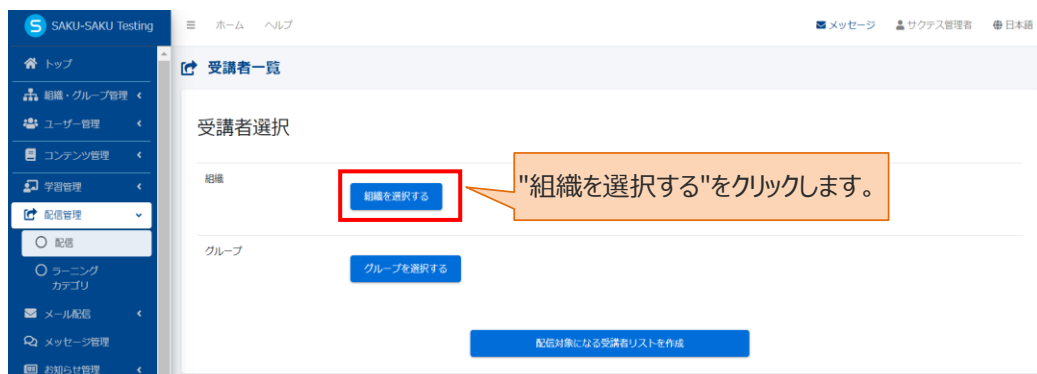 SAKU-SAKU Testing
ホーム ヘルプ
メッセージ サクテス管理者 日本語
トップ
受講者一覧
組織・グループ管理
ユーザー管理
受講者選択
コンテンツ管理
学習管理
組織
組織を選択する
"組織を選択する"をクリックします。
配信管理
配信
グループ
グループを選択する
ラーニング
カテゴリ
メール配信
メッセージ管理
配信対象になる受講者リストを作成
お知らせ管理